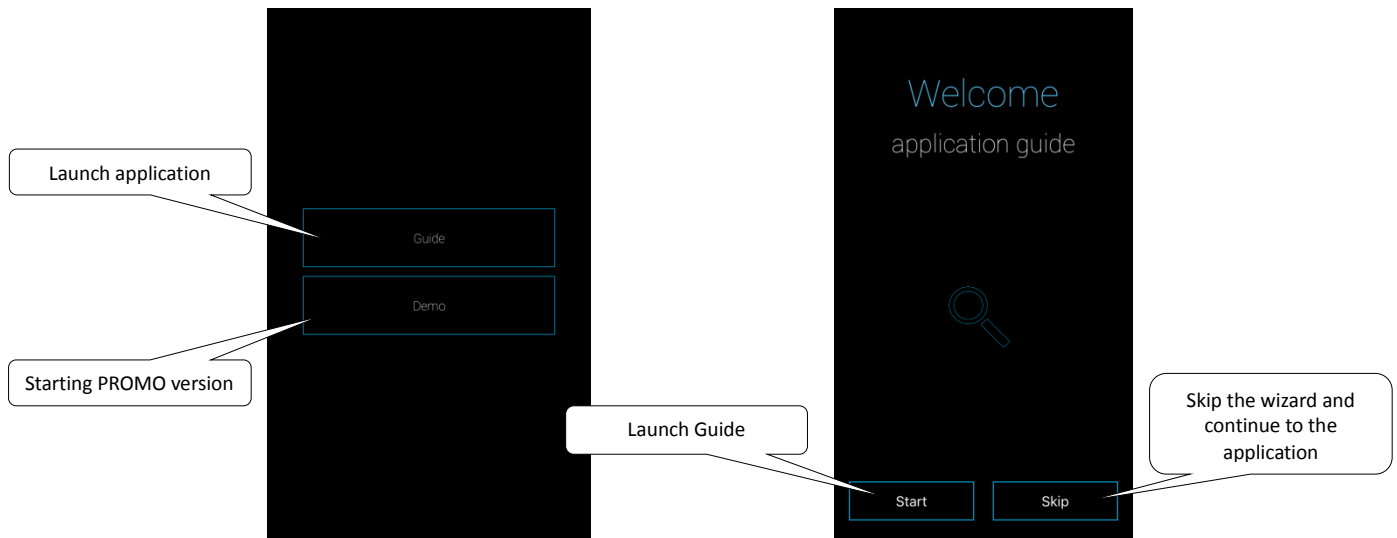 Launch application
Guide
Demo
Starting PROMO version
Welcome
application guide
Launch Guide
Start
Skip
Skip the wizard and
continue to the
application